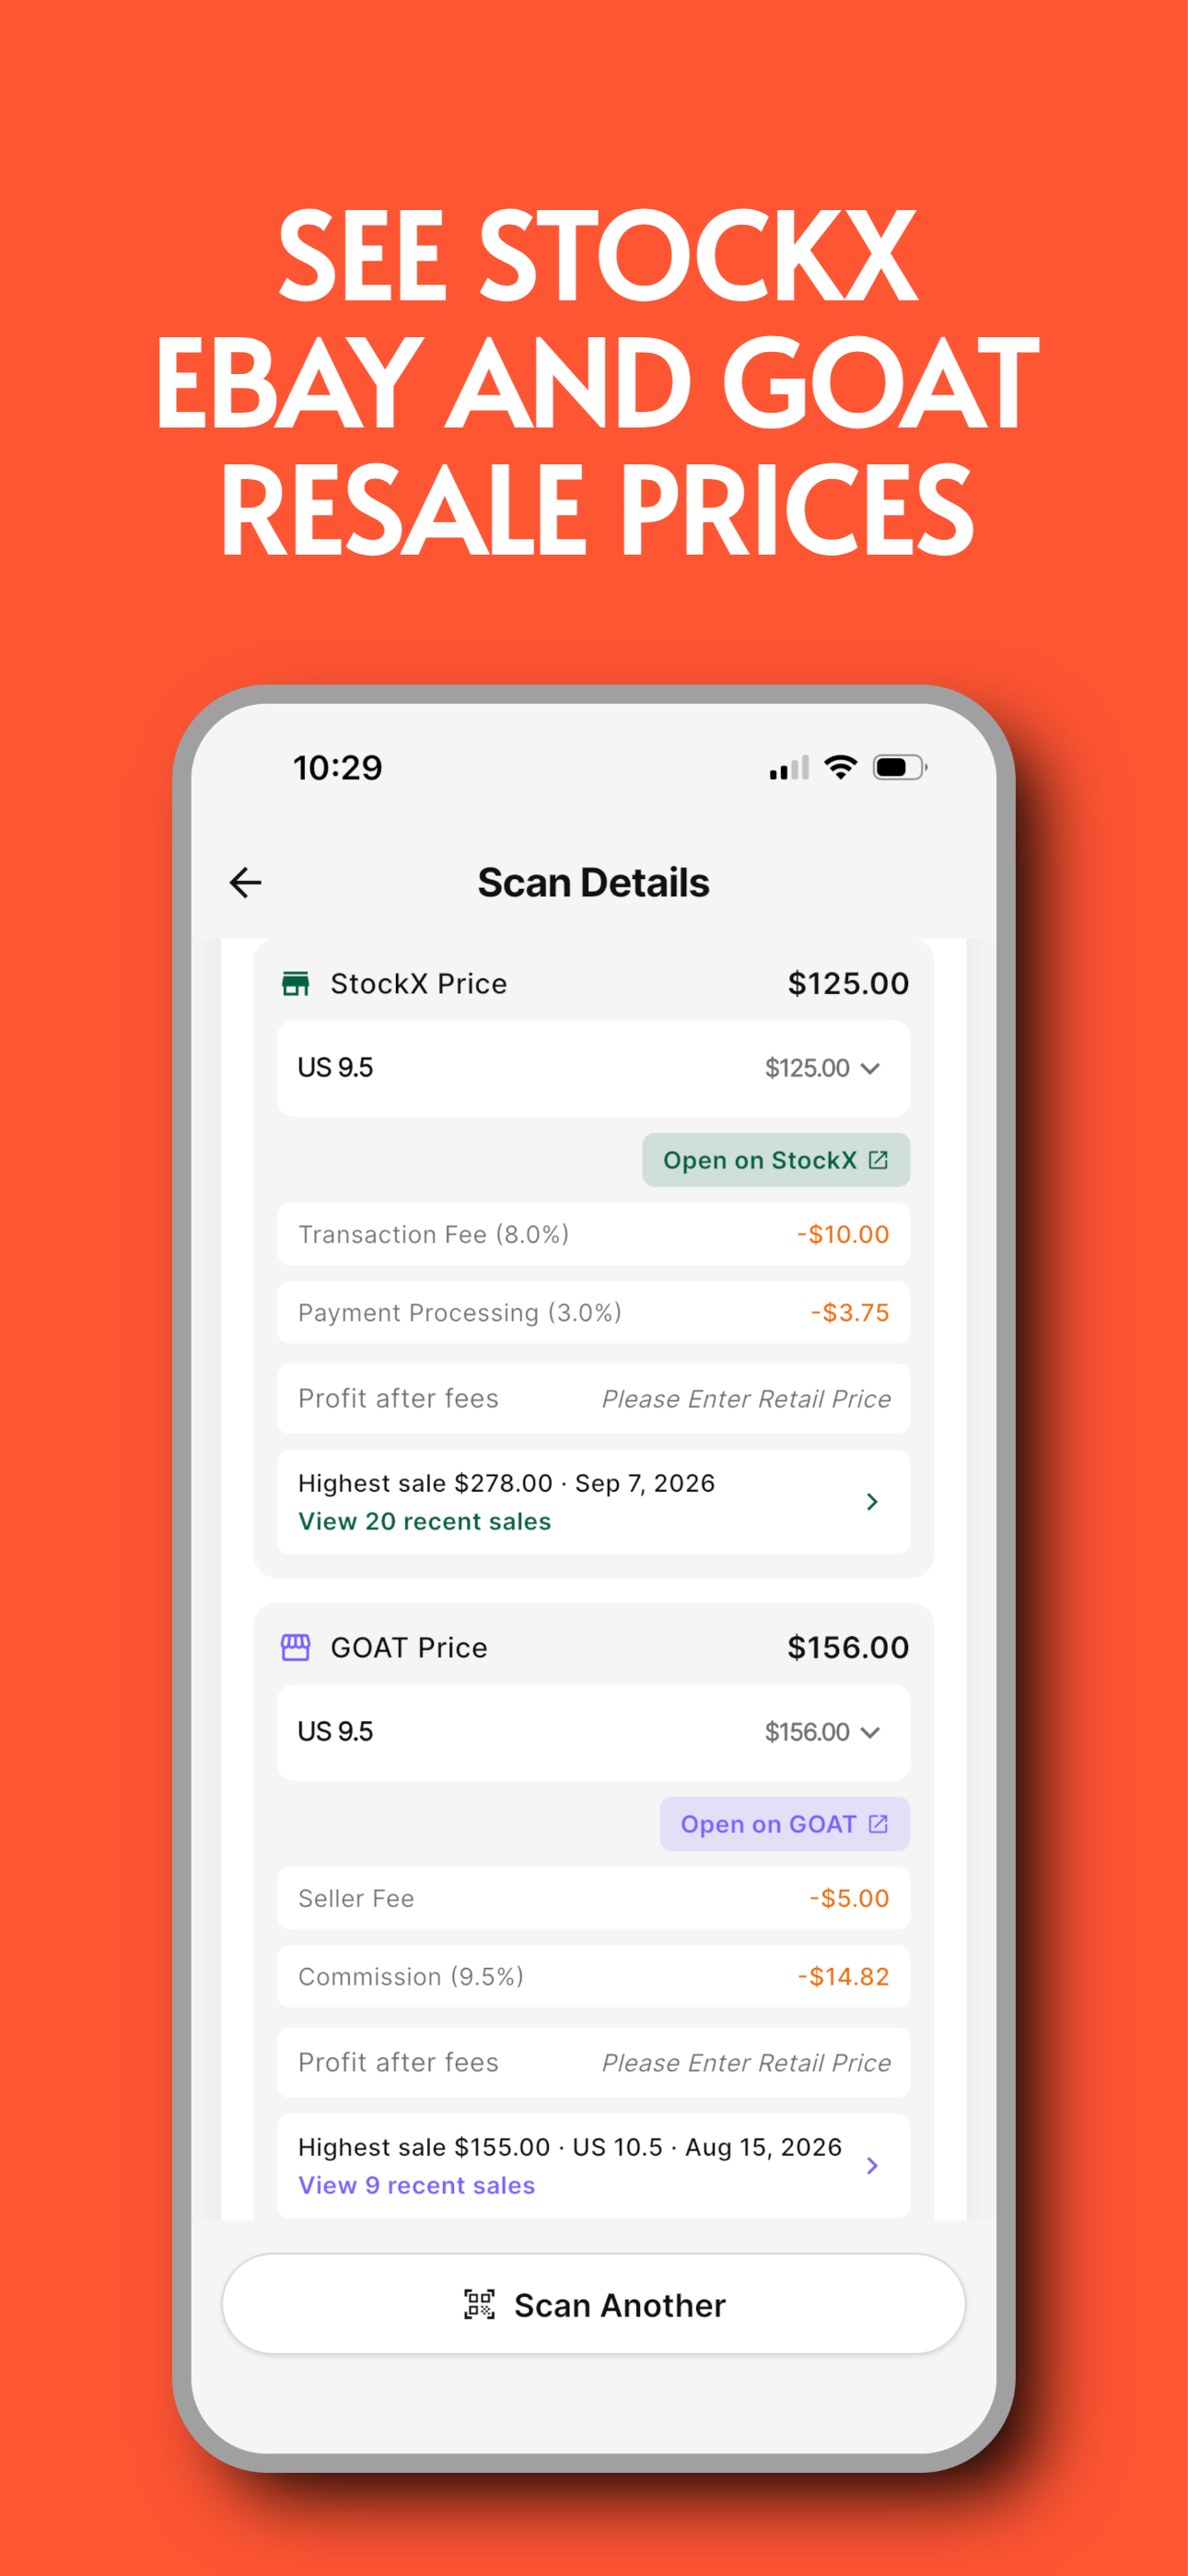 SEE STOCKX
EBAY AND GOAT
RESALE PRICES
10:29
Scan Details
StockX Price $125.00
US 9.5 $125.00
Open on StockX
Transaction Fee (8.0%) -$10.00
Payment Processing (3.0%) -$3.75
Profit after fees Please Enter Retail Price
Highest sale $278.00 · Sep 7, 2026
View 20 recent sales
GOAT Price $156.00
US 9.5 $156.00
Open on GOAT
Seller Fee -$5.00
Commission (9.5%) -$14.82
Profit after fees Please Enter Retail Price
Highest sale $155.00 · US 10.5 · Aug 15, 2026
View 9 recent sales
Scan Another